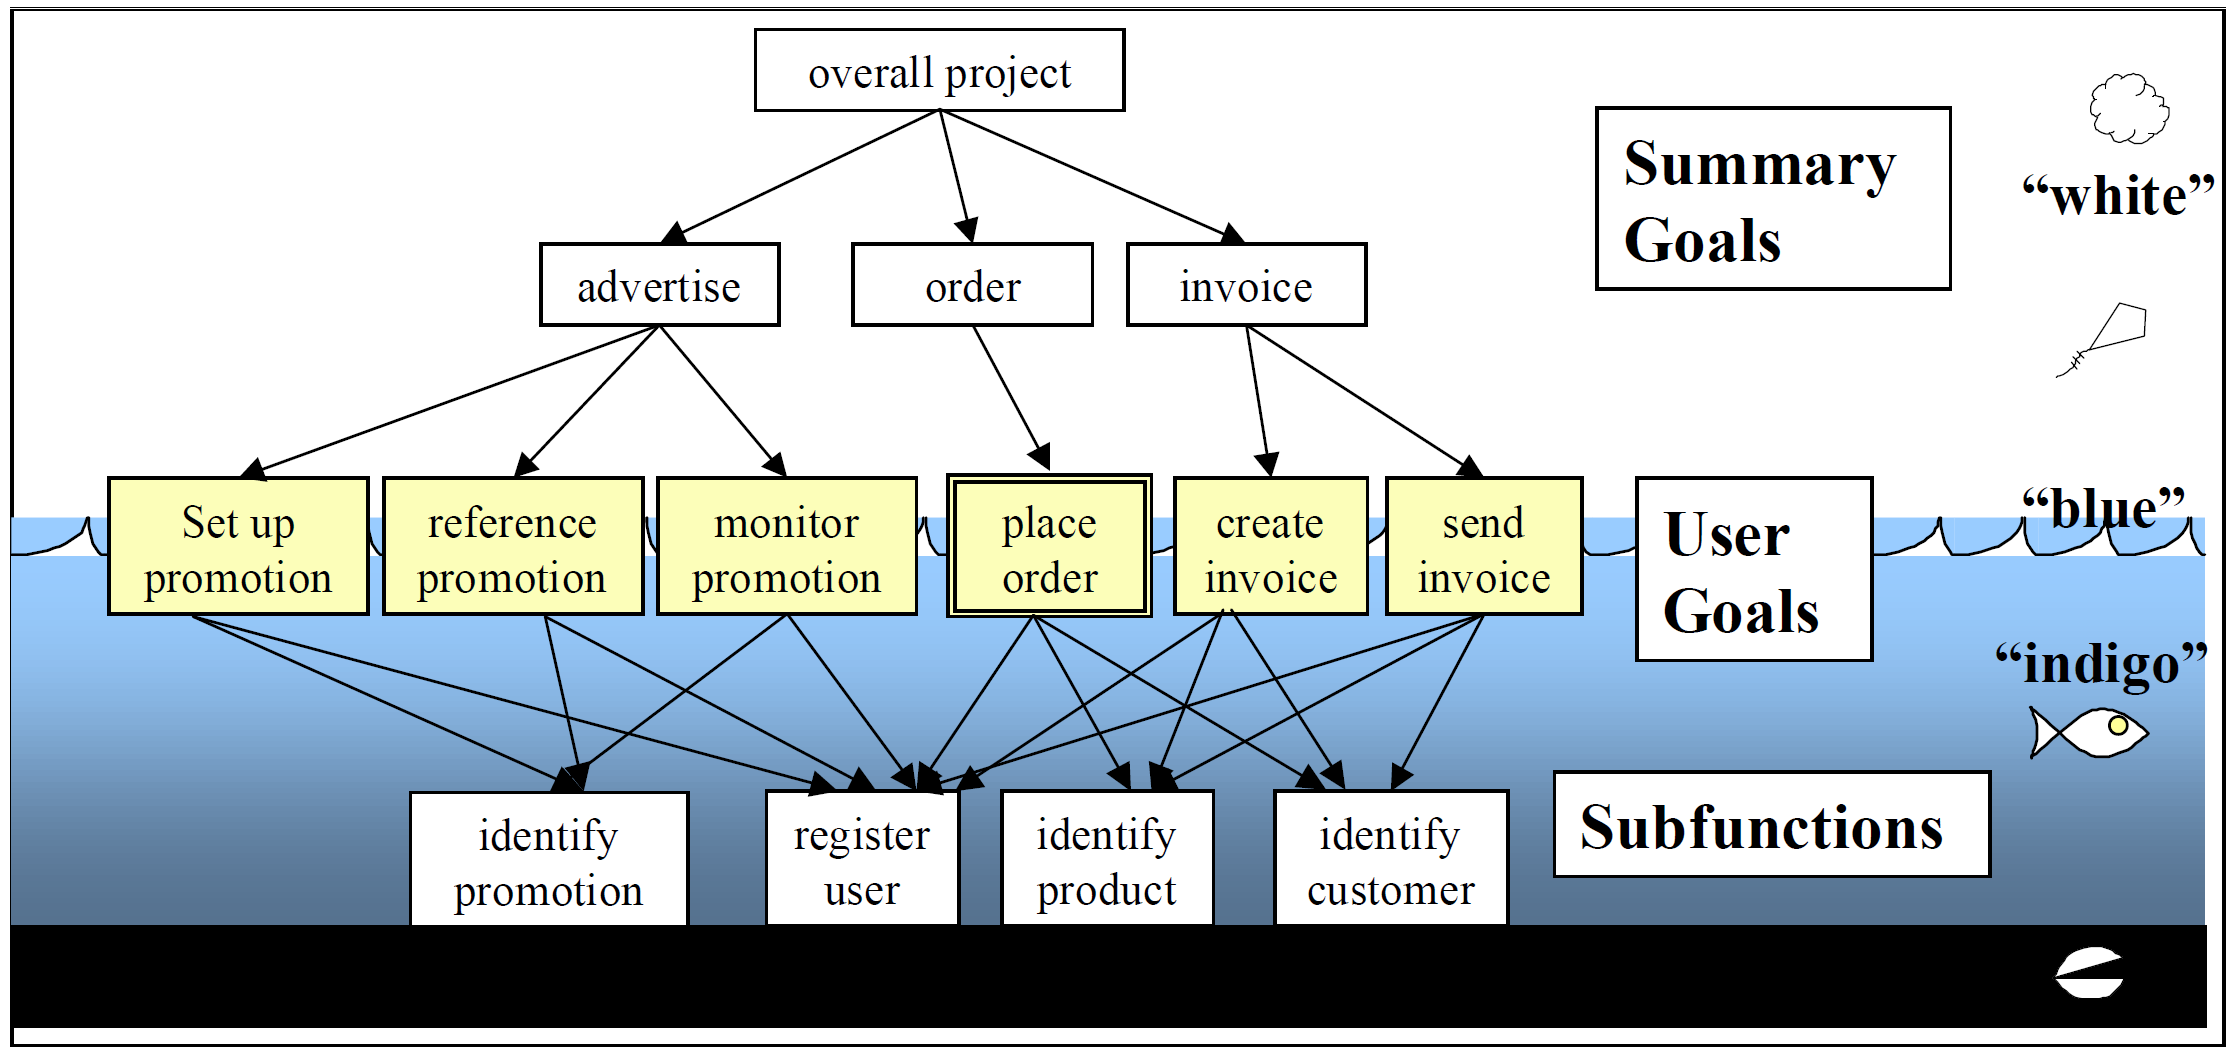 overall project
Summary
Goals
“white”
advertise
order
invoice
Set up
promotion
reference
promotion
monitor
promotion
place
order
create
invoice
send
invoice
User
Goals
“blue”
“indigo”
identify
promotion
register
user
identify
product
identify
customer
Subfunctions